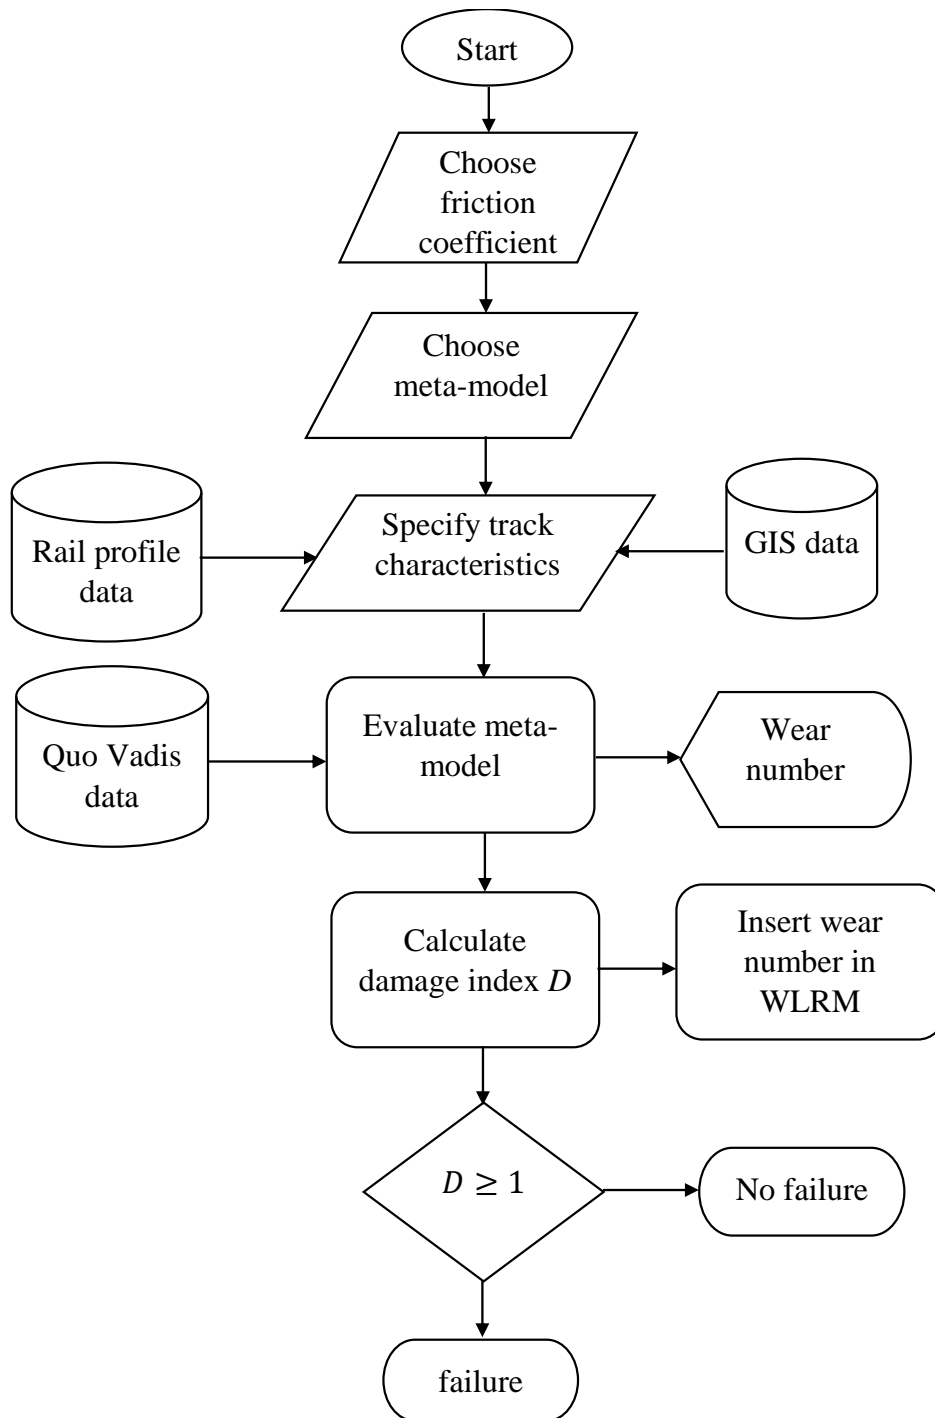 Start
Choose
friction
coefficient
Choose
meta-model
Specify track
characteristics
Rail profile
data
GIS data
Evaluate meta-
model
Quo Vadis
data
Wear
number
Calculate
damage index D
Insert wear
number in
WLRM
D ≥ 1
No failure
failure